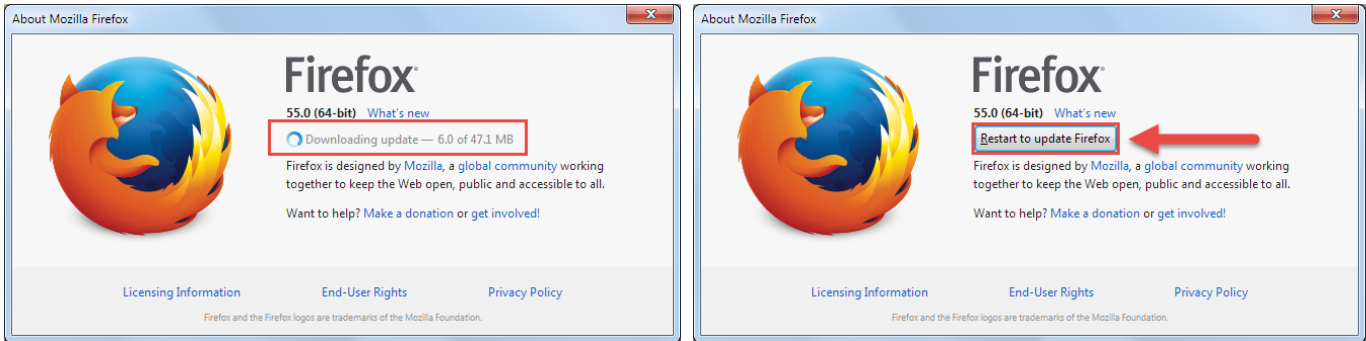 About Mozilla Firefox
Firefox
55.0 (64-bit) What's new
Downloading update — 6.0 of 47.1 MB
Firefox is designed by Mozilla, a global community working
together to keep the Web open, public and accessible to all.
Want to help? Make a donation or get involved!
Licensing Information End-User Rights Privacy Policy
Firefox and the Firefox logos are trademarks of the Mozilla Foundation.
About Mozilla Firefox
Firefox
55.0 (64-bit) What's new
Restart to update Firefox
Firefox is designed by Mozilla, a global community working
together to keep the Web open, public and accessible to all.
Want to help? Make a donation or get involved!
Licensing Information End-User Rights Privacy Policy
Firefox and the Firefox logos are trademarks of the Mozilla Foundation.